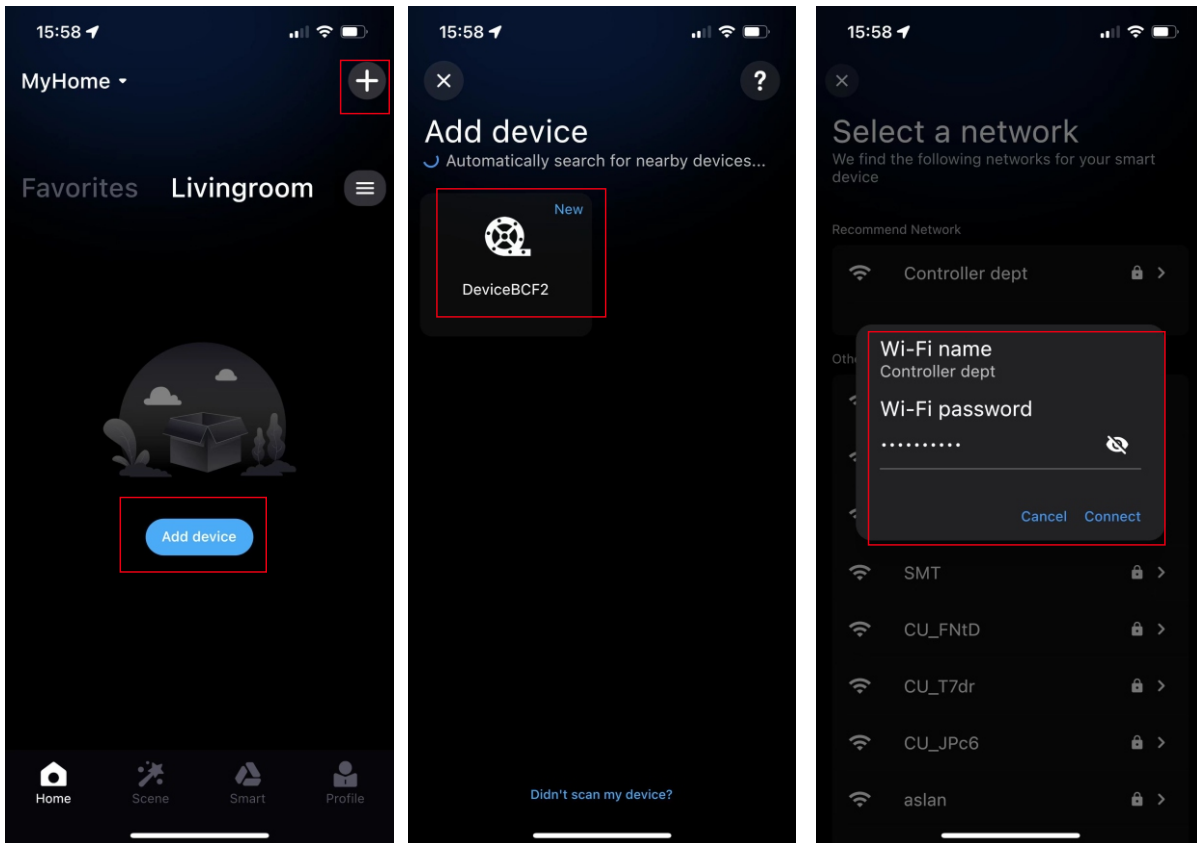 15:58
MyHome
Favorites Livingroom
Add device
Home Scene Smart Profile
15:58
?
Add device
Automatically search for nearby devices...
New
DeviceBCF2
Didn't scan my device?
15:58
Select a network
We find the following networks for your smart
device
Recommend Network
Controller dept
Oth
Wi-Fi name
Controller dept
Wi-Fi password
Cancel Connect
SMT
CU_FNtD
CU_T7dr
CU_JPc6
aslan